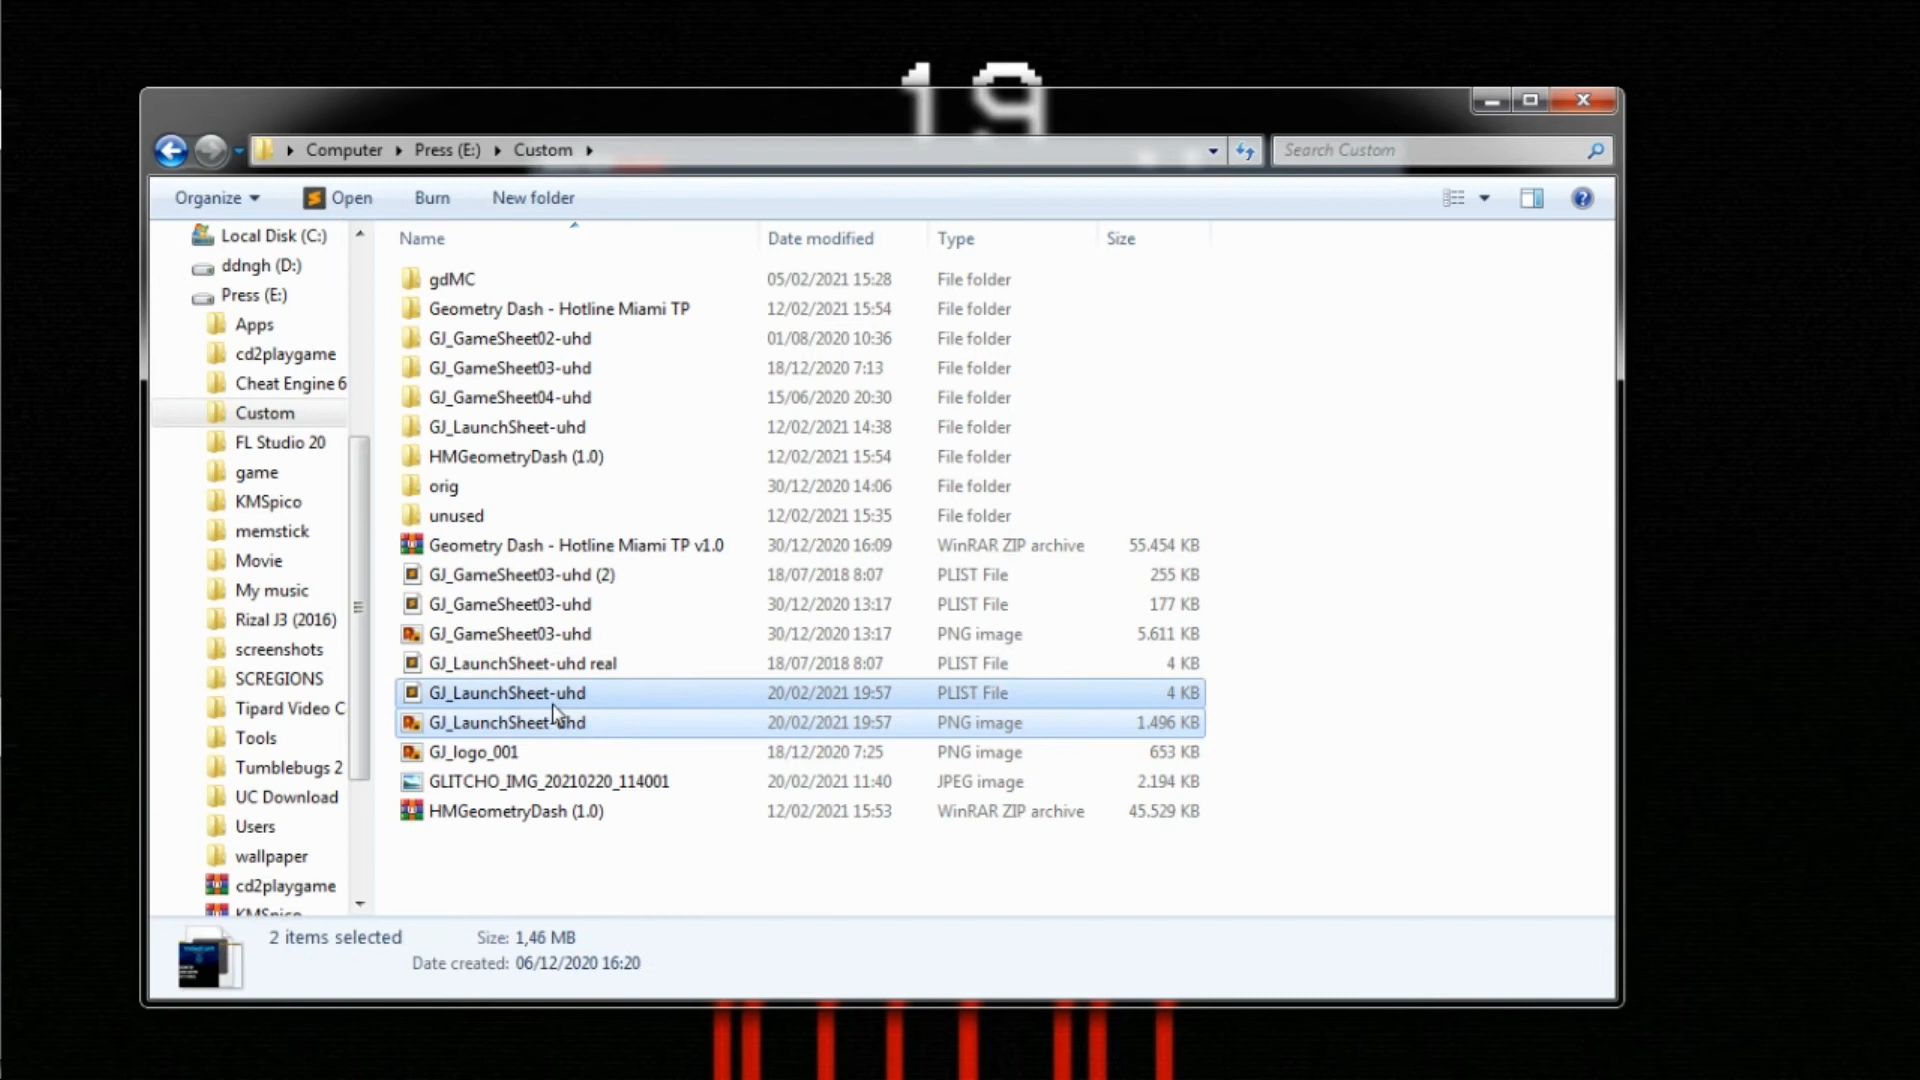 19
Computer Press (E:) Custom
Search Custom
Organize Open Burn New folder
Local Disk (C:)
ddngh (D:)
Press (E:)
Apps
cd2playgame
Cheat Engine 6
Custom
FL Studio 20
game
KMSpico
memstick
Movie
My music
Rizal J3 (2016)
screenshots
SCREGIONS
Tipard Video C
Tools
Tumblebugs 2
UC Download
Users
wallpaper
cd2playgame
KMSpico
Name Date modified Type Size
gdMC 05/02/2021 15:28 File folder
Geometry Dash - Hotline Miami TP 12/02/2021 15:54 File folder
GJ_GameSheet02-uhd 01/08/2020 10:36 File folder
GJ_GameSheet03-uhd 18/12/2020 7:13 File folder
GJ_GameSheet04-uhd 15/06/2020 20:30 File folder
GJ_LaunchSheet-uhd 12/02/2021 14:38 File folder
HMGeometryDash (1.0) 12/02/2021 15:54 File folder
orig 30/12/2020 14:06 File folder
unused 12/02/2021 15:35 File folder
Geometry Dash - Hotline Miami TP v1.0 30/12/2020 16:09 WinRAR ZIP archive 55.454 KB
GJ_GameSheet03-uhd (2) 18/07/2018 8:07 PLIST File 255 KB
GJ_GameSheet03-uhd 30/12/2020 13:17 PLIST File 177 KB
GJ_GameSheet03-uhd 30/12/2020 13:17 PNG image 5.611 KB
GJ_LaunchSheet-uhd real 18/07/2018 8:07 PLIST File 4 KB
GJ_LaunchSheet-uhd 20/02/2021 19:57 PLIST File 4 KB
GJ_LaunchSheet-uhd 20/02/2021 19:57 PNG image 1.496 KB
GJ_logo_001 18/12/2020 7:25 PNG image 653 KB
GLITCHO_IMG_20210220_114001 20/02/2021 11:40 JPEG image 2.194 KB
HMGeometryDash (1.0) 12/02/2021 15:53 WinRAR ZIP archive 45.529 KB
2 items selected Size: 1,46 MB
Date created: 06/12/2020 16:20